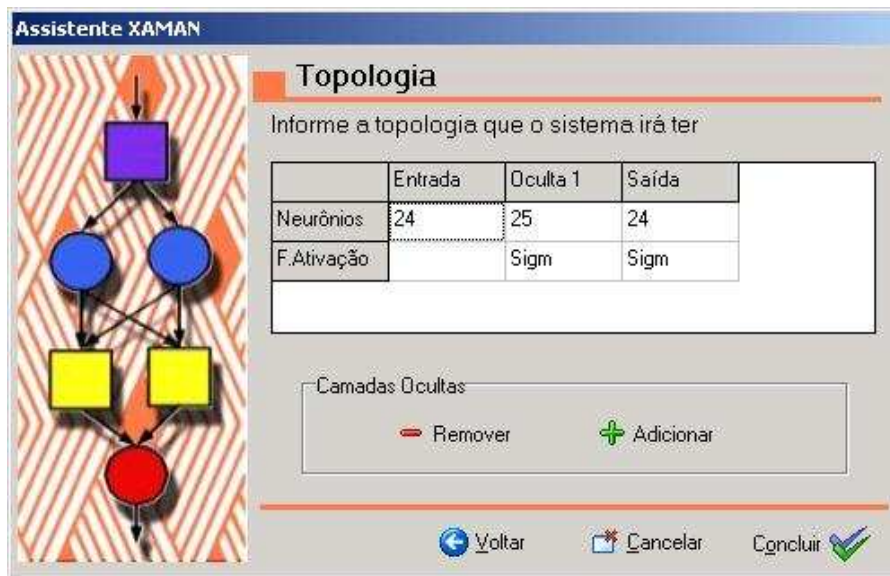 Assistente XAMAN
Topologia
Informe a topologia que o sistema irá ter
Entrada Oculta 1 Saída
Neurônios 24 25 24
F.Ativação Sigm Sigm
Camadas Ocultas
Remover Adicionar
Voltar Cancelar Concluir